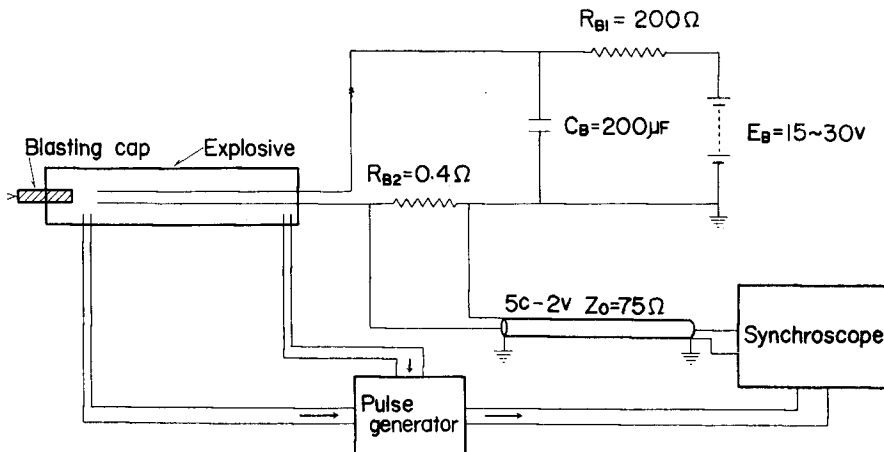 R_B1 = 200Ω
C_B=200μF
E_B=15~30v
Blasting cap
Explosive
R_B2=0.4Ω
5c-2v Zo=75Ω
Synchroscope
Pulse
generator